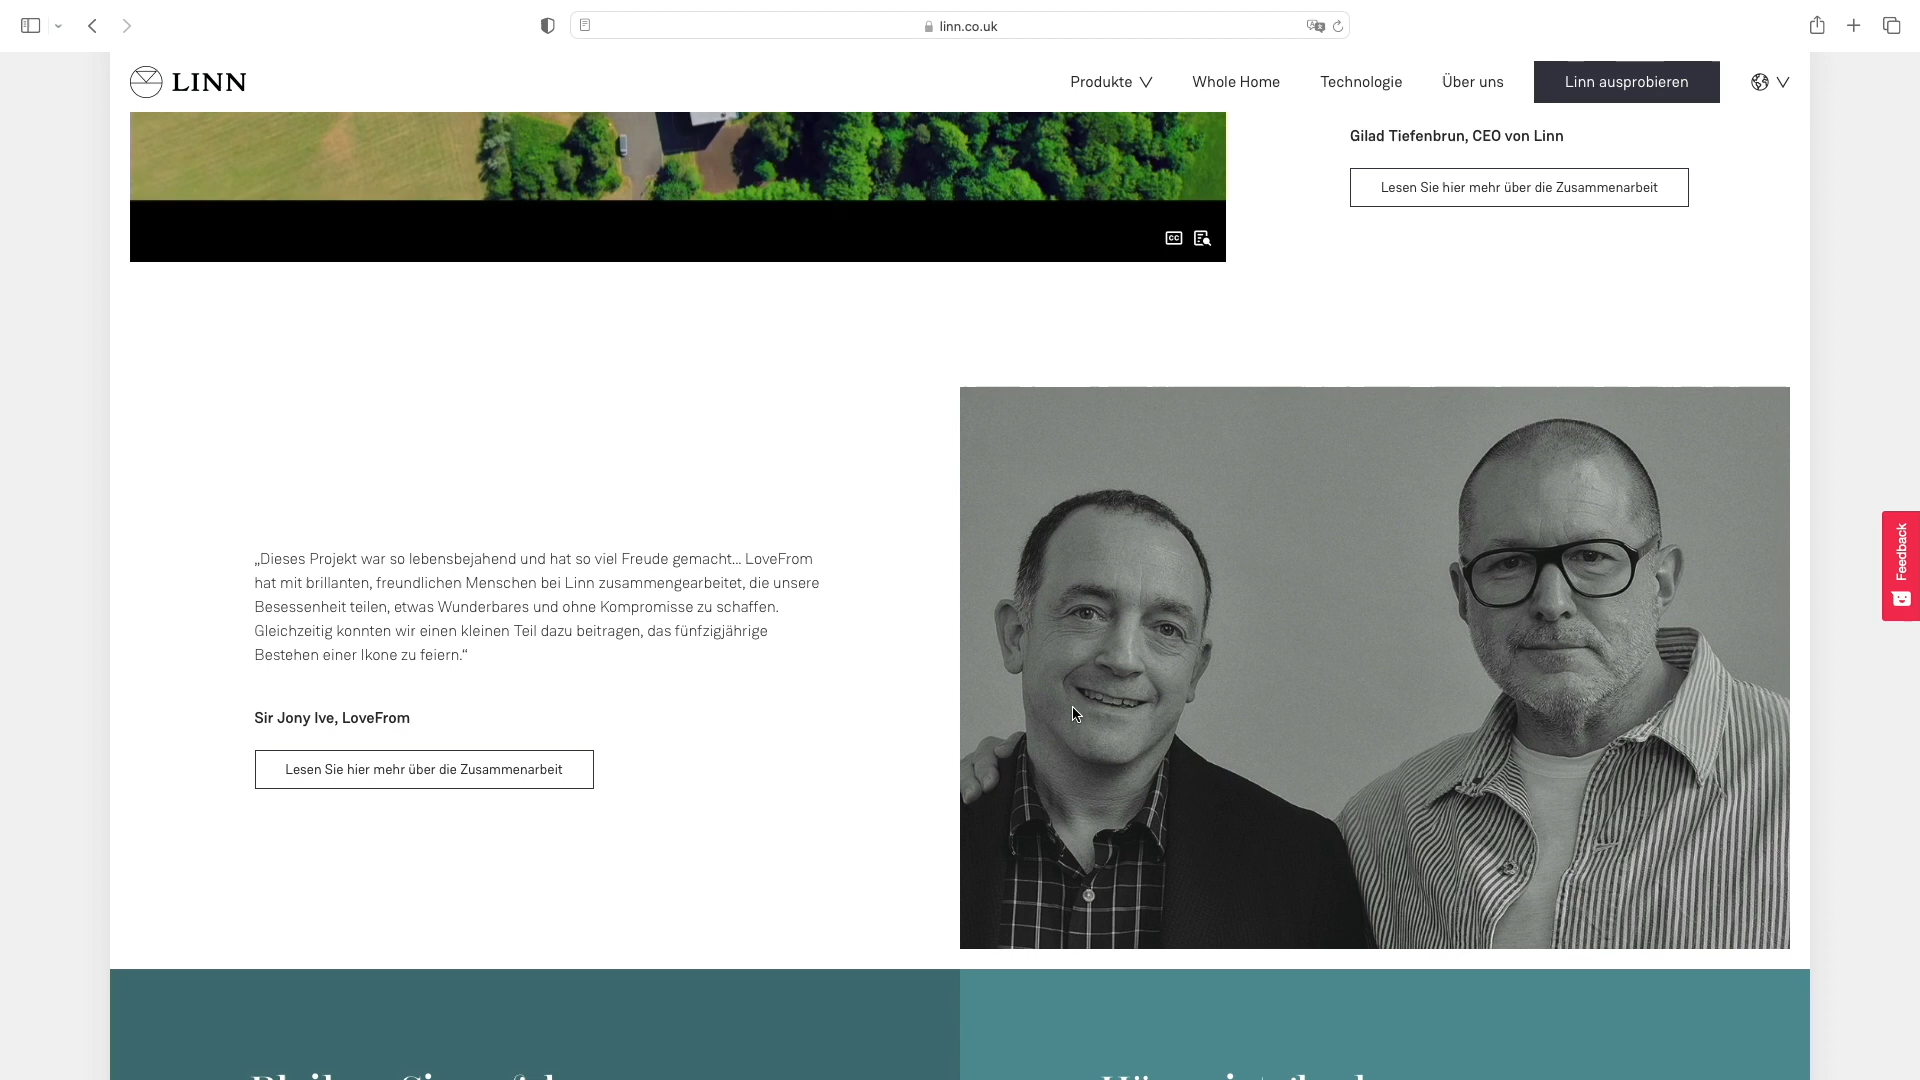 linn.co.uk
LINN
Produkte
Whole Home
Technologie
Über uns
Linn ausprobieren
Gilad Tiefenbrun, CEO von Linn
Lesen Sie hier mehr über die Zusammenarbeit
CC
„Dieses Projekt war so lebensbejahend und hat so viel Freude gemacht... LoveFrom
hat mit brillanten, freundlichen Menschen bei Linn zusammengearbeitet, die unsere
Besessenheit teilen, etwas Wunderbares und ohne Kompromisse zu schaffen.
Gleichzeitig konnten wir einen kleinen Teil dazu beitragen, das fünfzigjährige
Bestehen einer Ikone zu feiern.“
Sir Jony Ive, LoveFrom
Lesen Sie hier mehr über die Zusammenarbeit
Feedback